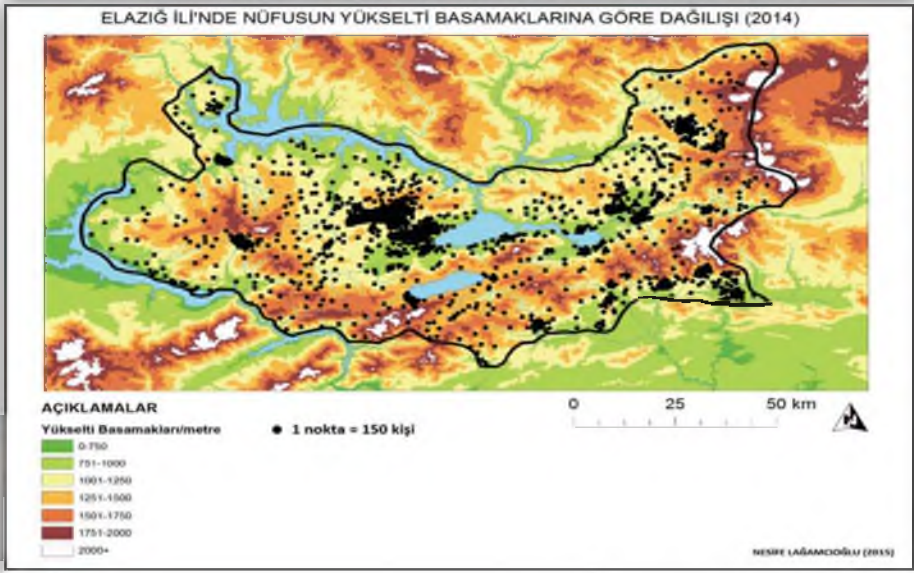 ELAZIĞ İLİ'NDE NÜFUSUN YÜKSELTİ BASAMAKLARINA GÖRE DAĞILIŞI (2014)
AÇIKLAMALAR
Yükselti Basamakları/metre
0-750
751-1000
1001-1250
1251-1500
1501-1750
1751-2000
2000+
● 1 nokta = 150 kişi
0 25 50 km
N
NESİFE LAĞAMCIOĞLU (2015)